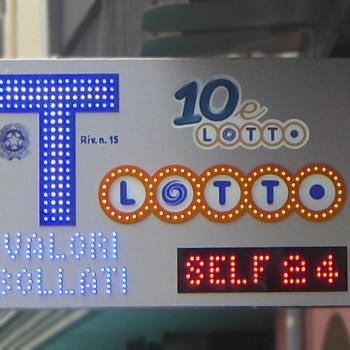 10e
LOTTO
T
Riv. n. 15
LOTTO
VALORI
BOLLATI
SELF 24